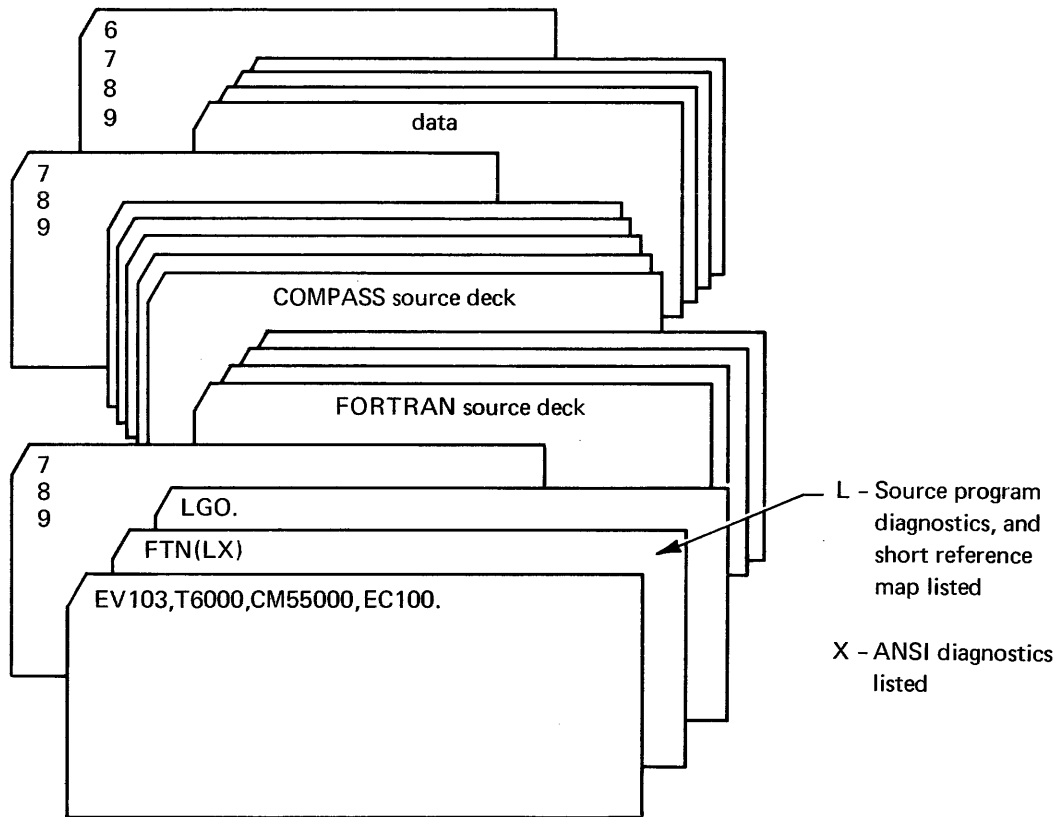 6
7
8
9
data
7
8
9
COMPASS source deck
FORTRAN source deck
7
8
9
LGO.
FTN(LX)
EV103,T6000,CM55000,EC100.
L – Source program
diagnostics, and
short reference
map listed
X – ANSI diagnostics
listed